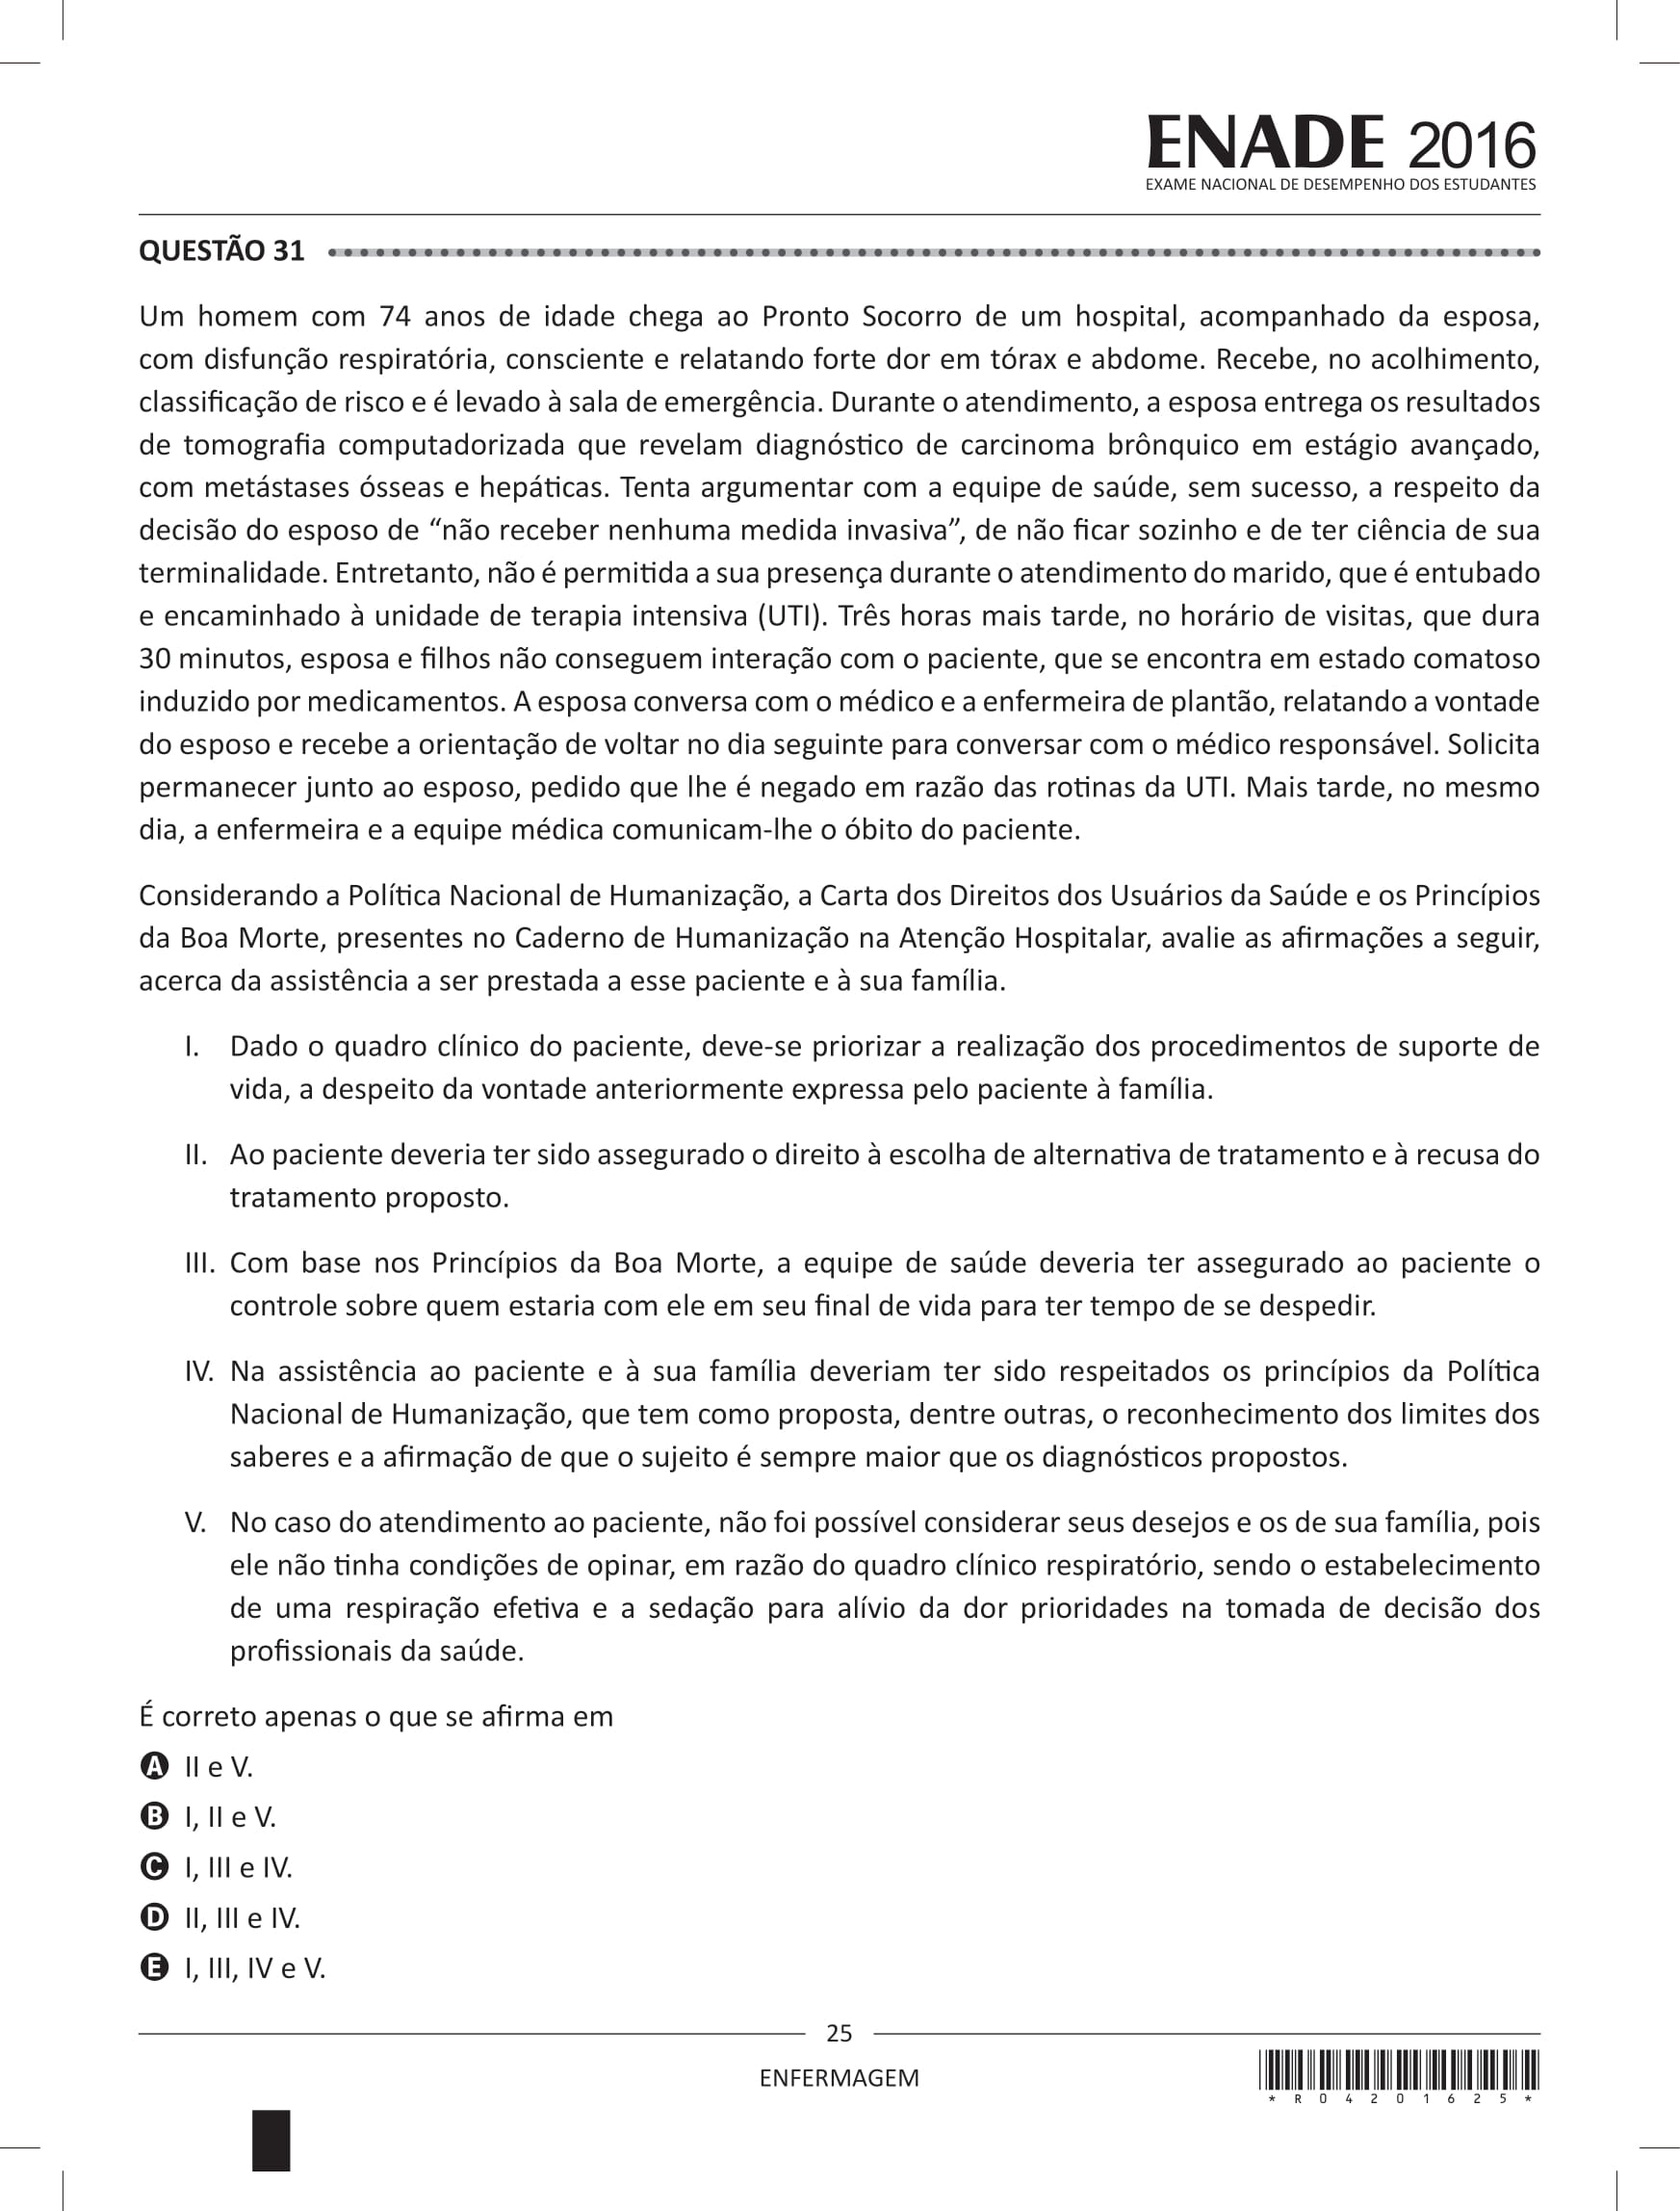 ENADE 2016
EXAME NACIONAL DE DESEMPENHO DOS ESTUDANTES
QUESTÃO 31
Um homem com 74 anos de idade chega ao Pronto Socorro de um hospital, acompanhado da esposa,
com disfunção respiratória, consciente e relatando forte dor em tórax e abdome. Recebe, no acolhimento,
classificação de risco e é levado à sala de emergência. Durante o atendimento, a esposa entrega os resultados
de tomografia computadorizada que revelam diagnóstico de carcinoma brônquico em estágio avançado,
com metástases ósseas e hepáticas. Tenta argumentar com a equipe de saúde, sem sucesso, a respeito da
decisão do esposo de “não receber nenhuma medida invasiva”, de não ficar sozinho e de ter ciência de sua
terminalidade. Entretanto, não é permitida a sua presença durante o atendimento do marido, que é entubado
e encaminhado à unidade de terapia intensiva (UTI). Três horas mais tarde, no horário de visitas, que dura
30 minutos, esposa e filhos não conseguem interação com o paciente, que se encontra em estado comatoso
induzido por medicamentos. A esposa conversa com o médico e a enfermeira de plantão, relatando a vontade
do esposo e recebe a orientação de voltar no dia seguinte para conversar com o médico responsável. Solicita
permanecer junto ao esposo, pedido que lhe é negado em razão das rotinas da UTI. Mais tarde, no mesmo
dia, a enfermeira e a equipe médica comunicam-lhe o óbito do paciente.
Considerando a Política Nacional de Humanização, a Carta dos Direitos dos Usuários da Saúde e os Princípios
da Boa Morte, presentes no Caderno de Humanização na Atenção Hospitalar, avalie as afirmações a seguir,
acerca da assistência a ser prestada a esse paciente e à sua família.
I. Dado o quadro clínico do paciente, deve-se priorizar a realização dos procedimentos de suporte de
vida, a despeito da vontade anteriormente expressa pelo paciente à família.
II. Ao paciente deveria ter sido assegurado o direito à escolha de alternativa de tratamento e à recusa do
tratamento proposto.
III. Com base nos Princípios da Boa Morte, a equipe de saúde deveria ter assegurado ao paciente o
controle sobre quem estaria com ele em seu final de vida para ter tempo de se despedir.
IV. Na assistência ao paciente e à sua família deveriam ter sido respeitados os princípios da Política
Nacional de Humanização, que tem como proposta, dentre outras, o reconhecimento dos limites dos
saberes e a afirmação de que o sujeito é sempre maior que os diagnósticos propostos.
V. No caso do atendimento ao paciente, não foi possível considerar seus desejos e os de sua família, pois
ele não tinha condições de opinar, em razão do quadro clínico respiratório, sendo o estabelecimento
de uma respiração efetiva e a sedação para alívio da dor prioridades na tomada de decisão dos
profissionais da saúde.
É correto apenas o que se afirma em
A II e V.
B I, II e V.
C I, III e IV.
D II, III e IV.
E I, III, IV e V.
25
ENFERMAGEM
* R 0 4 2 0 1 6 2 5 *